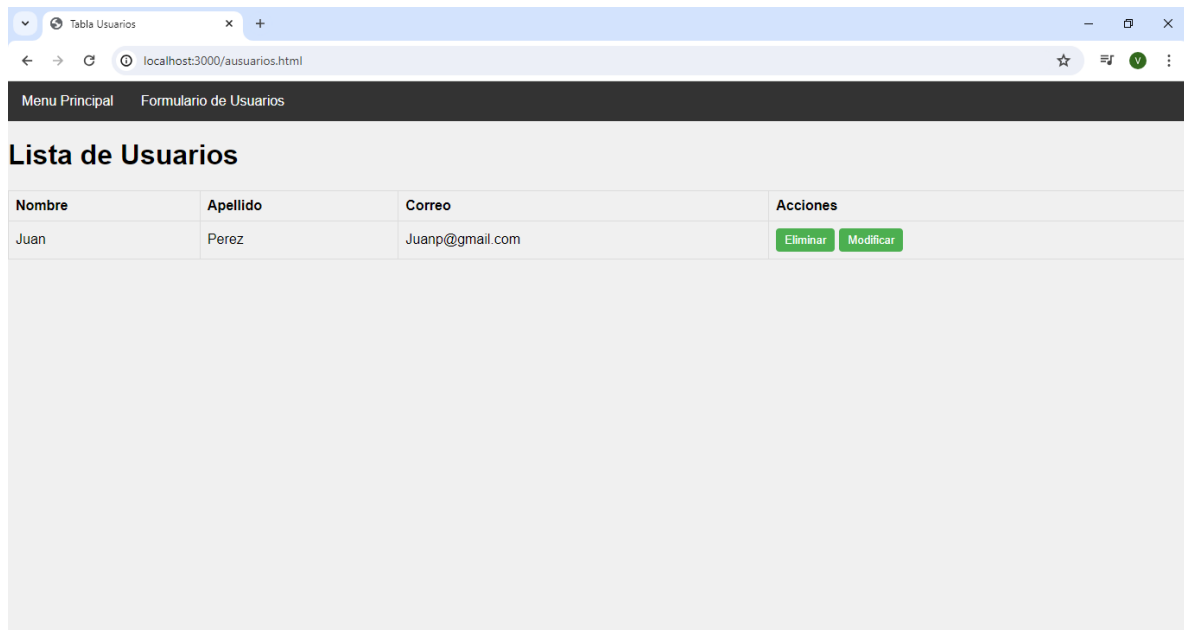 Tabla Usuarios
localhost:3000/ausuarios.html
V
Menu Principal Formulario de Usuarios
Lista de Usuarios
Nombre Apellido Correo Acciones
Juan Perez Juanp@gmail.com Eliminar Modificar